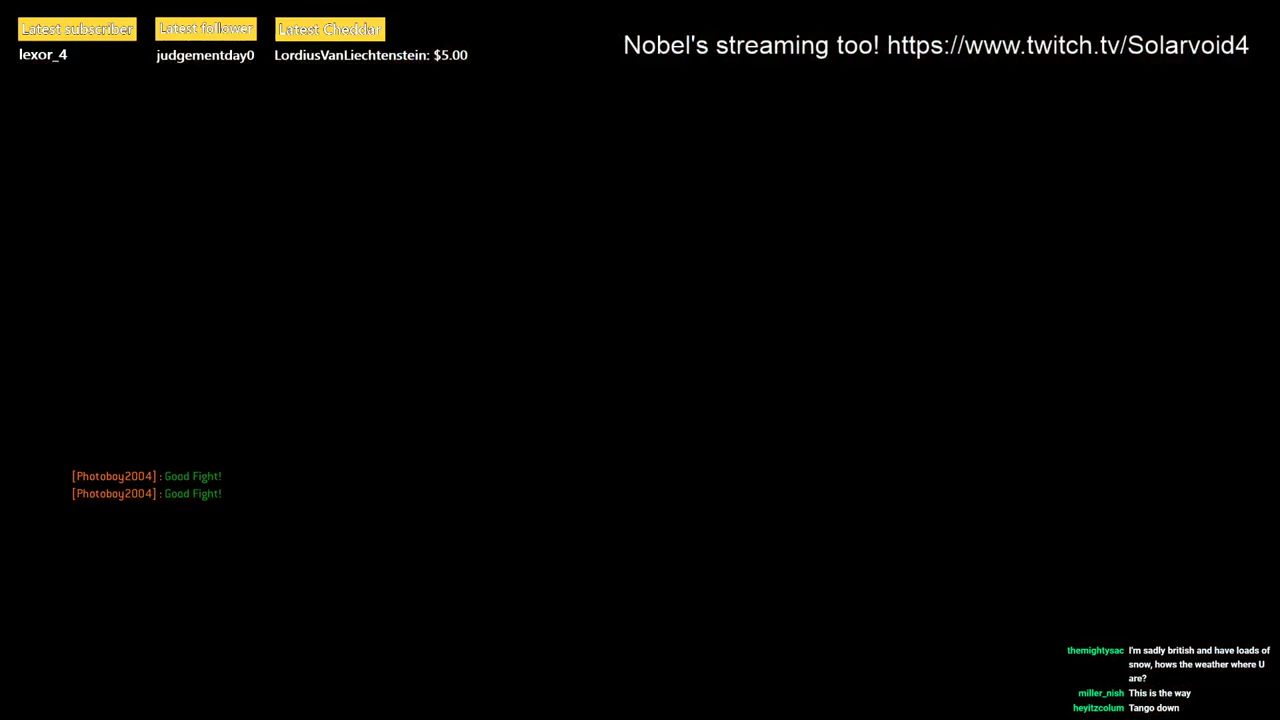 Latest subscriber
lexor_4
Latest follower
judgementday0
Latest Cheddar
LordiusVanLiechtenstein: $5.00
Nobel's streaming too! https://www.twitch.tv/Solarvoid4
[Photoboy2004] : Good Fight!
[Photoboy2004] : Good Fight!
themightysac I'm sadly british and have loads of
snow, hows the weather where U
are?
miller_nish This is the way
heyitzcolum Tango down